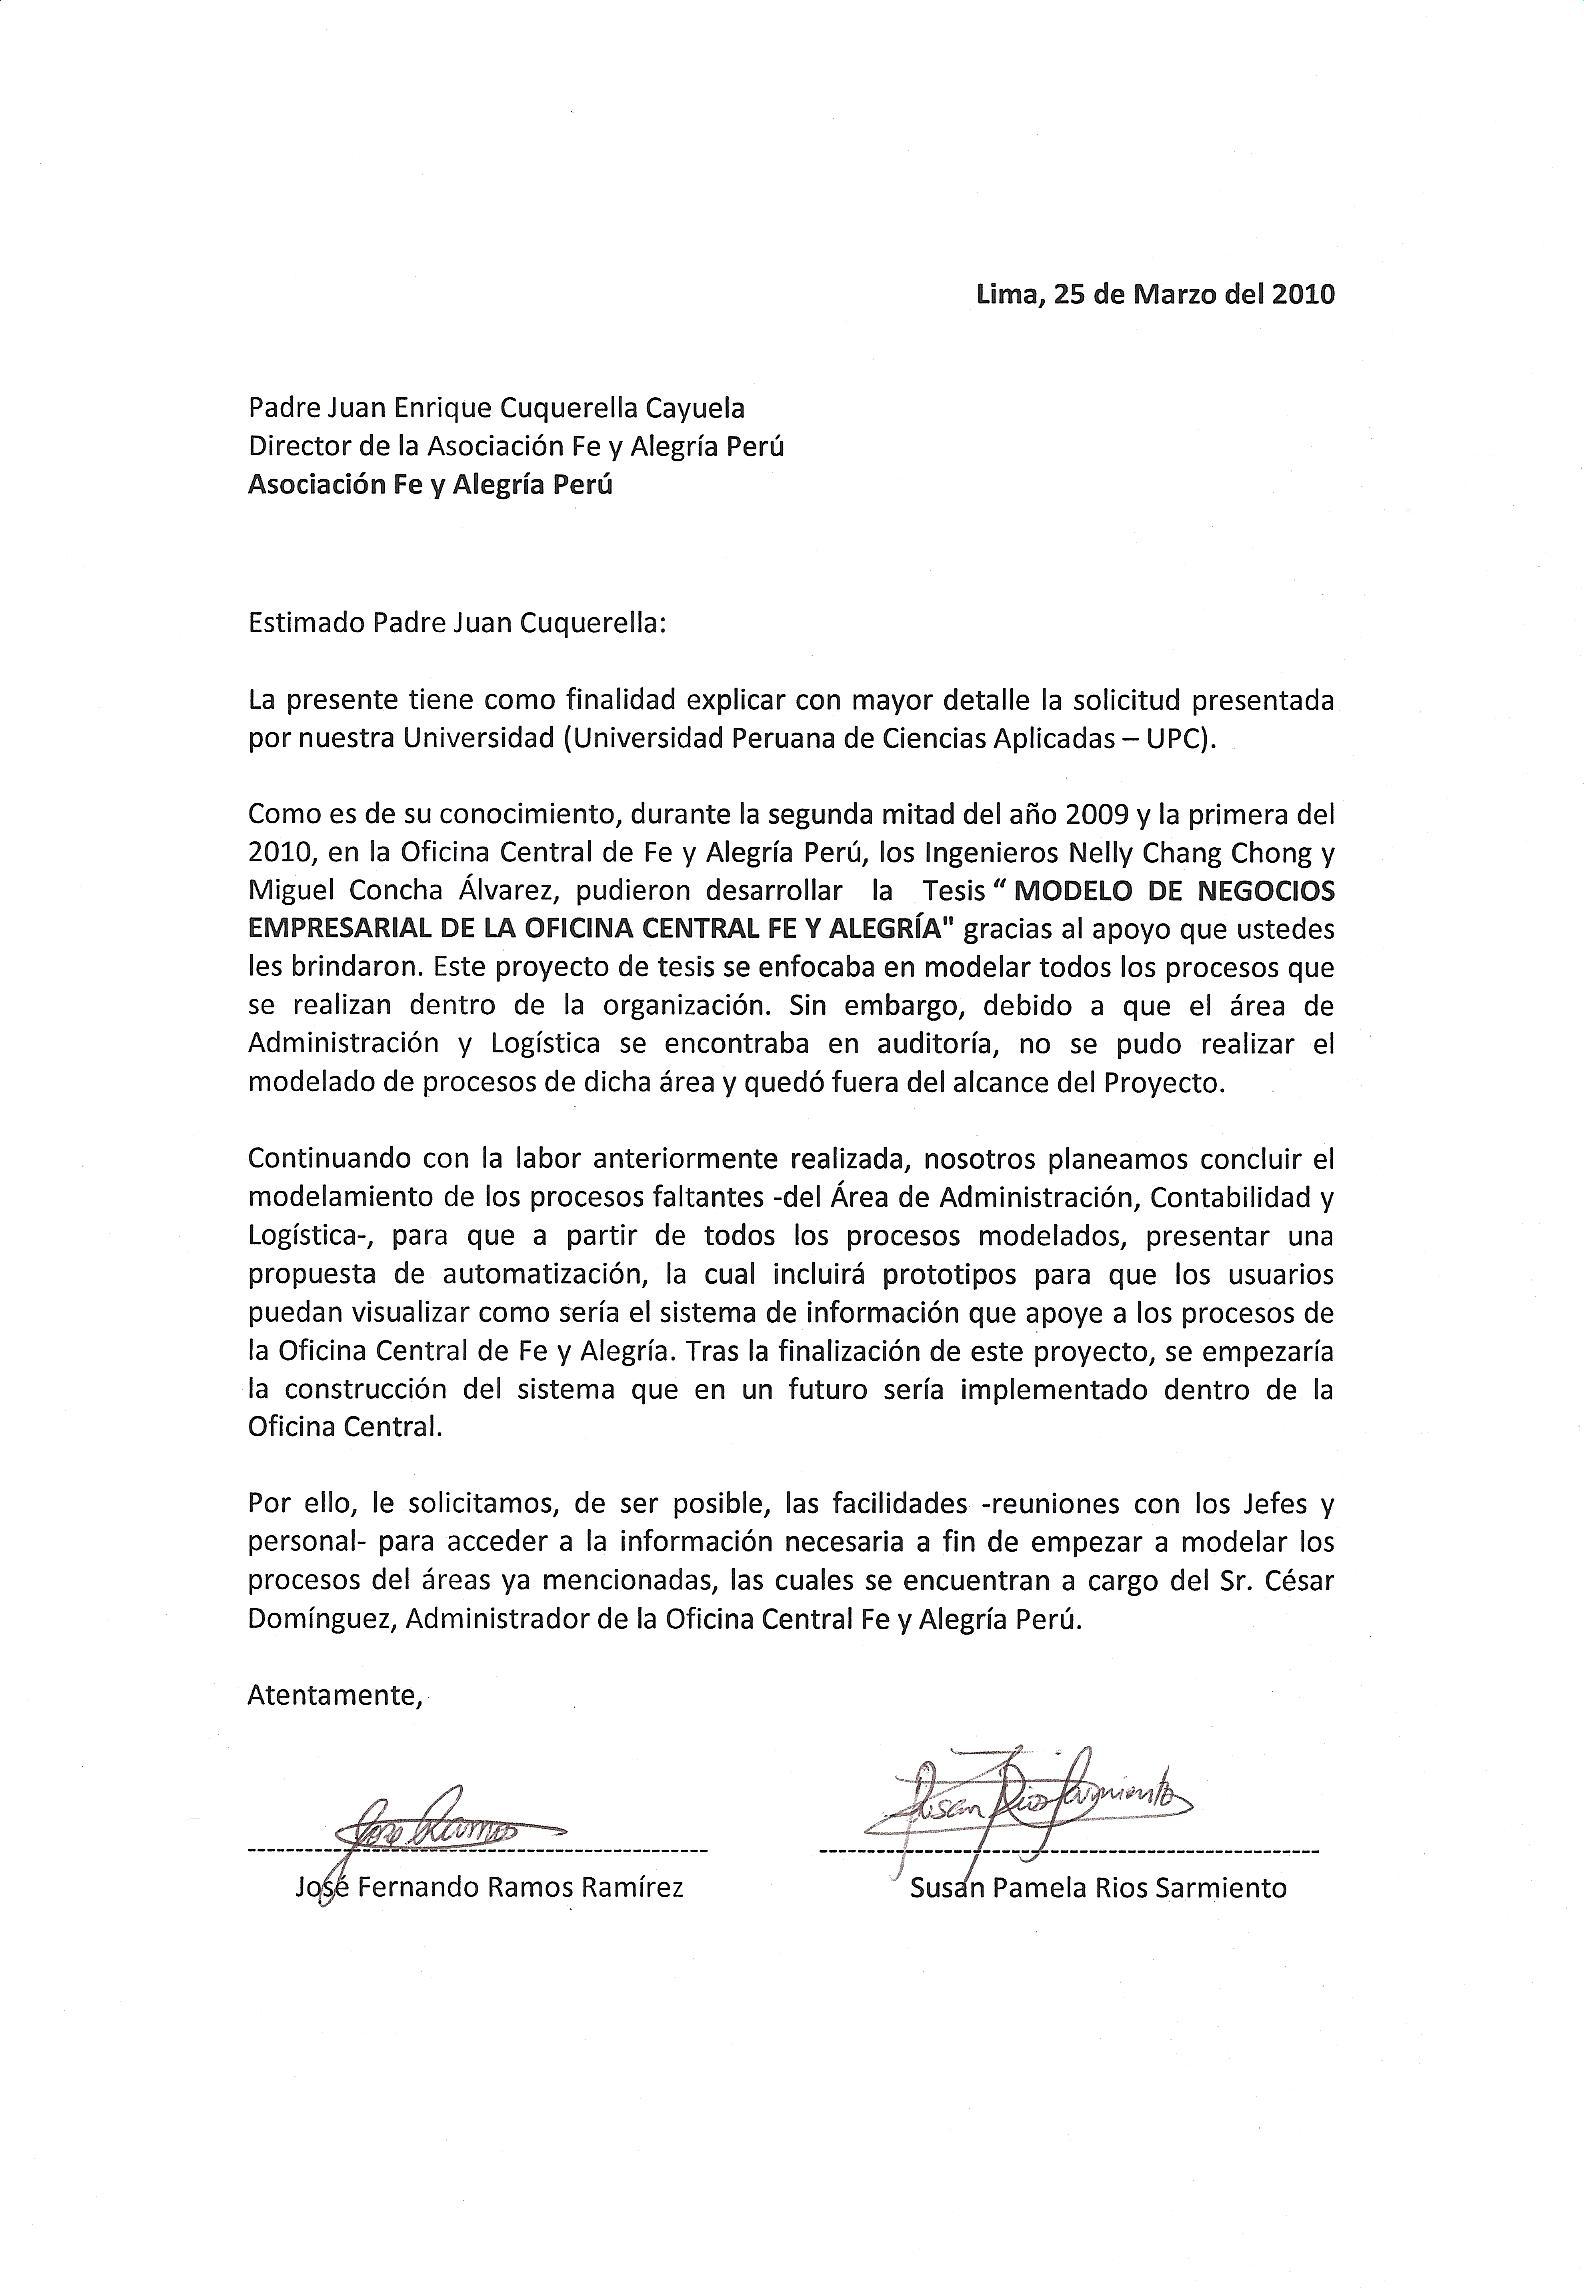 Lima, 25 de Marzo del 2010
Padre Juan Enrique Cuquerella Cayuela
Director de la Asociación Fe y Alegría Perú
Asociación Fe y Alegría Perú
Estimado Padre Juan Cuquerella:
La presente tiene como finalidad explicar con mayor detalle la solicitud presentada
por nuestra Universidad (Universidad Peruana de Ciencias Aplicadas – UPC).
Como es de su conocimiento, durante la segunda mitad del año 2009 y la primera del
2010, en la Oficina Central de Fe y Alegría Perú, los Ingenieros Nelly Chang Chong y
Miguel Concha Álvarez, pudieron desarrollar la Tesis “ MODELO DE NEGOCIOS
EMPRESARIAL DE LA OFICINA CENTRAL FE Y ALEGRÍA" gracias al apoyo que ustedes
les brindaron. Este proyecto de tesis se enfocaba en modelar todos los procesos que
se realizan dentro de la organización. Sin embargo, debido a que el área de
Administración y Logística se encontraba en auditoría, no se pudo realizar el
modelado de procesos de dicha área y quedó fuera del alcance del Proyecto.
Continuando con la labor anteriormente realizada, nosotros planeamos concluir el
modelamiento de los procesos faltantes -del Área de Administración, Contabilidad y
Logística-, para que a partir de todos los procesos modelados, presentar una
propuesta de automatización, la cual incluirá prototipos para que los usuarios
puedan visualizar como sería el sistema de información que apoye a los procesos de
la Oficina Central de Fe y Alegría. Tras la finalización de este proyecto, se empezaría
la construcción del sistema que en un futuro sería implementado dentro de la
Oficina Central.
Por ello, le solicitamos, de ser posible, las facilidades -reuniones con los Jefes y
personal- para acceder a la información necesaria a fin de empezar a modelar los
procesos del áreas ya mencionadas, las cuales se encuentran a cargo del Sr. César
Domínguez, Administrador de la Oficina Central Fe y Alegría Perú.
Atentamente,
Jose Ramos
Susan Rios Sarmiento
José Fernando Ramos Ramírez
Susan Pamela Rios Sarmiento